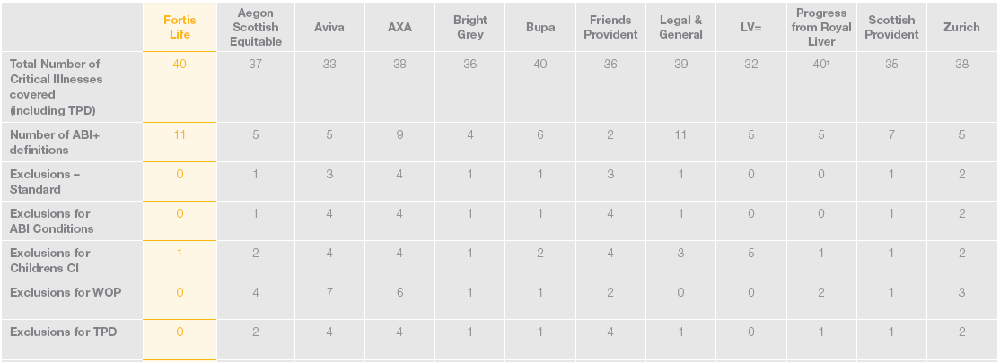 Fortis Life Aegon Scottish Equitable Aviva AXA Bright Grey Bupa Friends Provident Legal & General LV= Progress from Royal Liver Scottish Provident Zurich
Total Number of Critical Illnesses covered (including TPD) 40 37 33 38 36 40 36 39 32 40† 35 38
Number of ABI+ definitions 11 5 5 9 4 6 2 11 5 5 7 5
Exclusions – Standard 0 1 3 4 1 1 3 1 0 0 1 2
Exclusions for ABI Conditions 0 1 4 4 1 1 4 1 0 0 1 2
Exclusions for Childrens CI 1 2 4 4 1 2 4 3 5 1 1 2
Exclusions for WOP 0 4 7 6 1 1 2 0 0 2 1 3
Exclusions for TPD 0 2 4 4 1 1 4 1 0 1 1 2